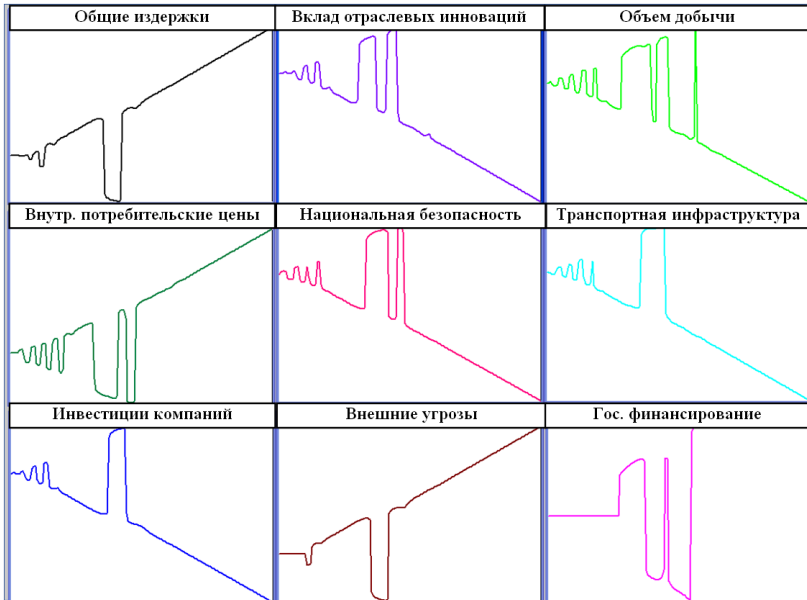 Общие издержки
Вклад отраслевых инноваций
Объем добычи
Внутр. потребительские цены
Национальная безопасность
Транспортная инфраструктура
Инвестиции компаний
Внешние угрозы
Гос. финансирование